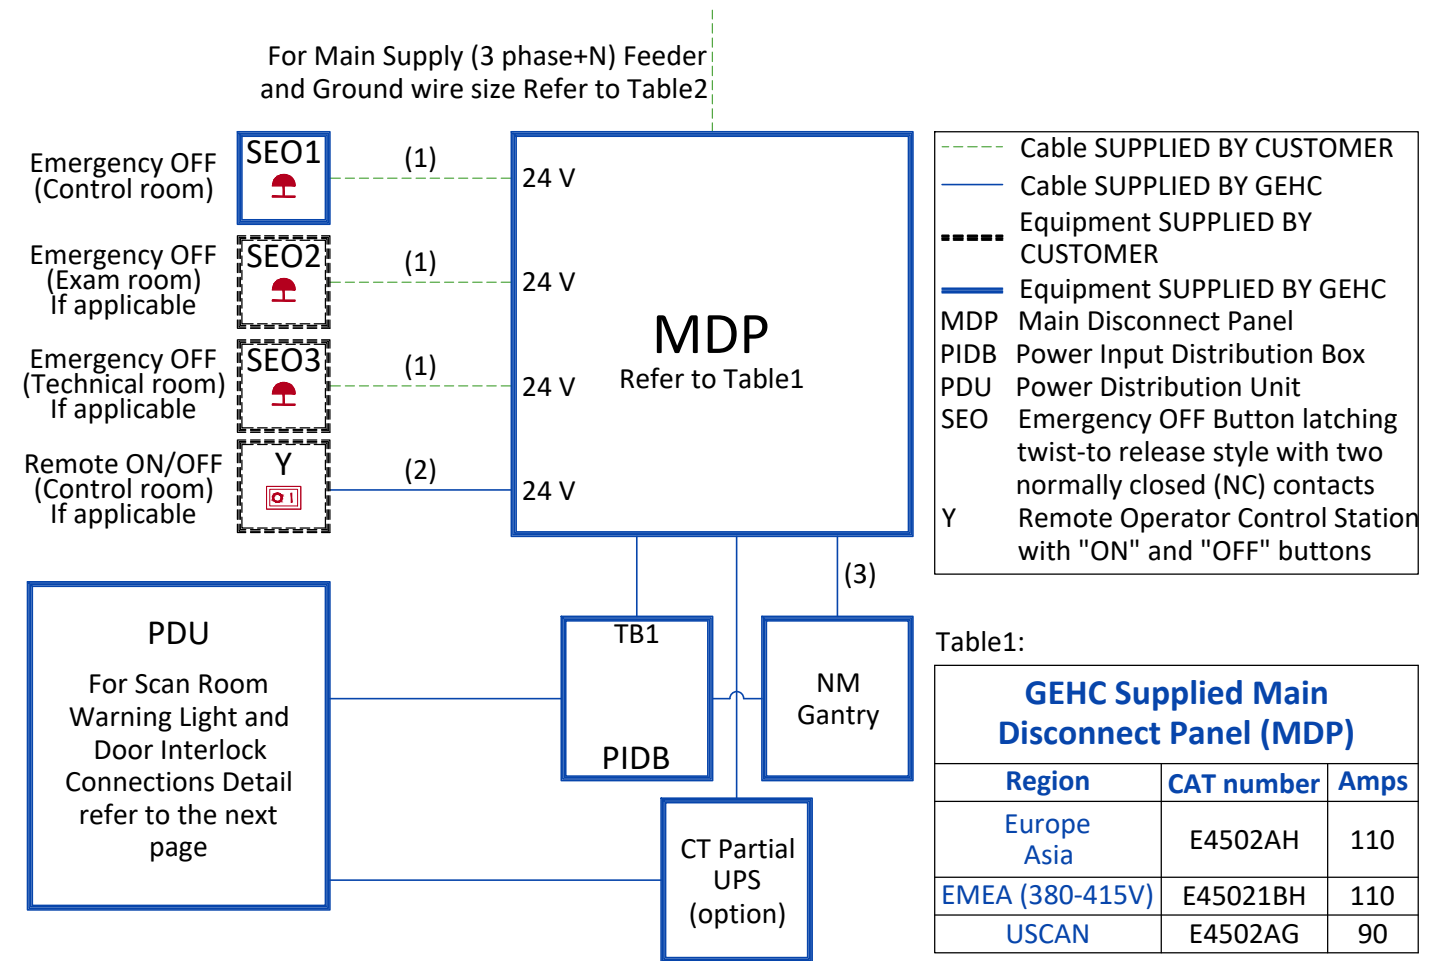 For Main Supply (3 phase+N) Feeder
and Ground wire size Refer to Table2
Emergency OFF
(Control room)
SEO1
(1)
24 V
Emergency OFF
(Exam room)
If applicable
SEO2
(1)
24 V
Emergency OFF
(Technical room)
If applicable
SEO3
(1)
24 V
Remote ON/OFF
(Control room)
If applicable
Y
(2)
24 V
MDP
Refer to Table1
Cable SUPPLIED BY CUSTOMER
Cable SUPPLIED BY GEHC
Equipment SUPPLIED BY
CUSTOMER
Equipment SUPPLIED BY GEHC
MDP Main Disconnect Panel
PIDB Power Input Distribution Box
PDU Power Distribution Unit
SEO Emergency OFF Button latching
twist-to release style with two
normally closed (NC) contacts
Y Remote Operator Control Station
with "ON" and "OFF" buttons
(3)
PDU
For Scan Room
Warning Light and
Door Interlock
Connections Detail
refer to the next
page
TB1
PIDB
NM
Gantry
CT Partial
UPS
(option)
Table1:
GEHC Supplied Main
Disconnect Panel (MDP)
Region CAT number Amps
Europe
Asia
E4502AH 110
EMEA (380-415V) E45021BH 110
USCAN E4502AG 90